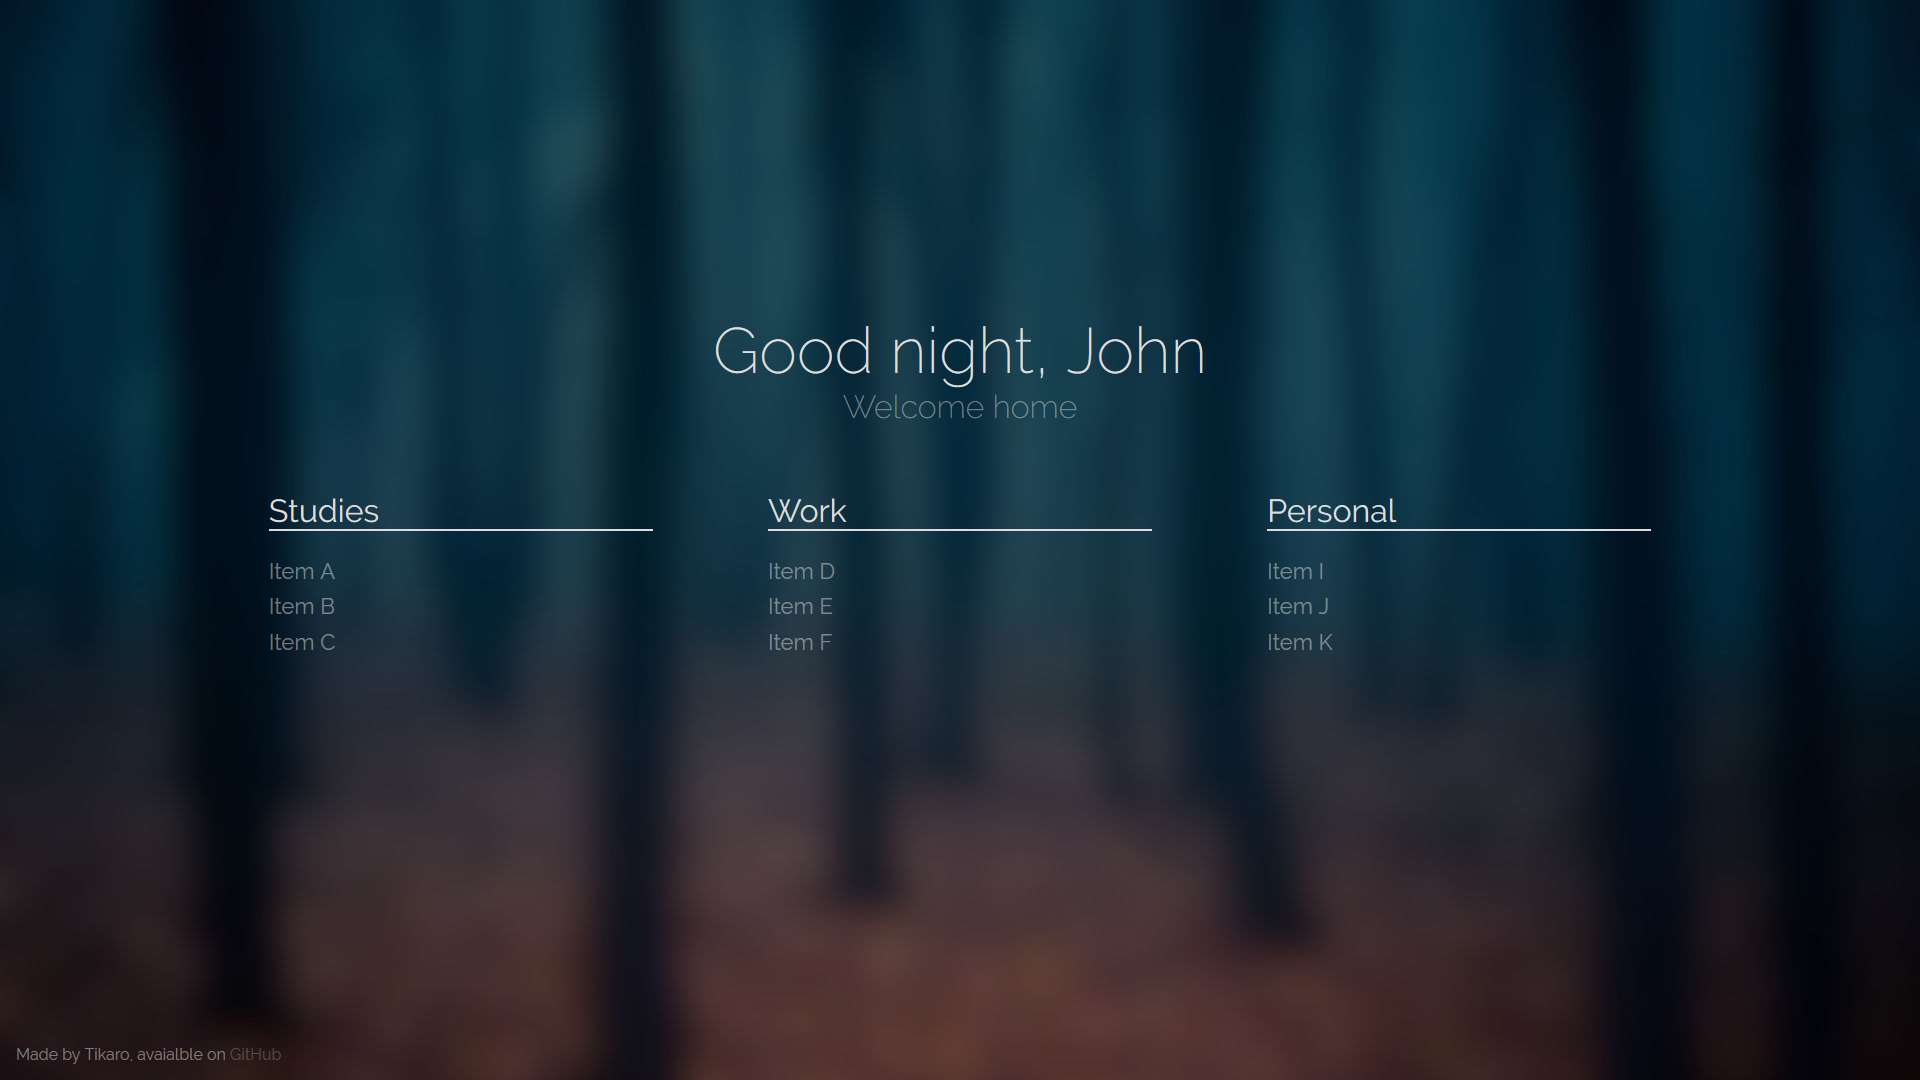 Good night, John
Welcome home
Studies
Item A
Item B
Item C
Work
Item D
Item E
Item F
Personal
Item I
Item J
Item K
Made by Tikaro, avaialble on GitHub